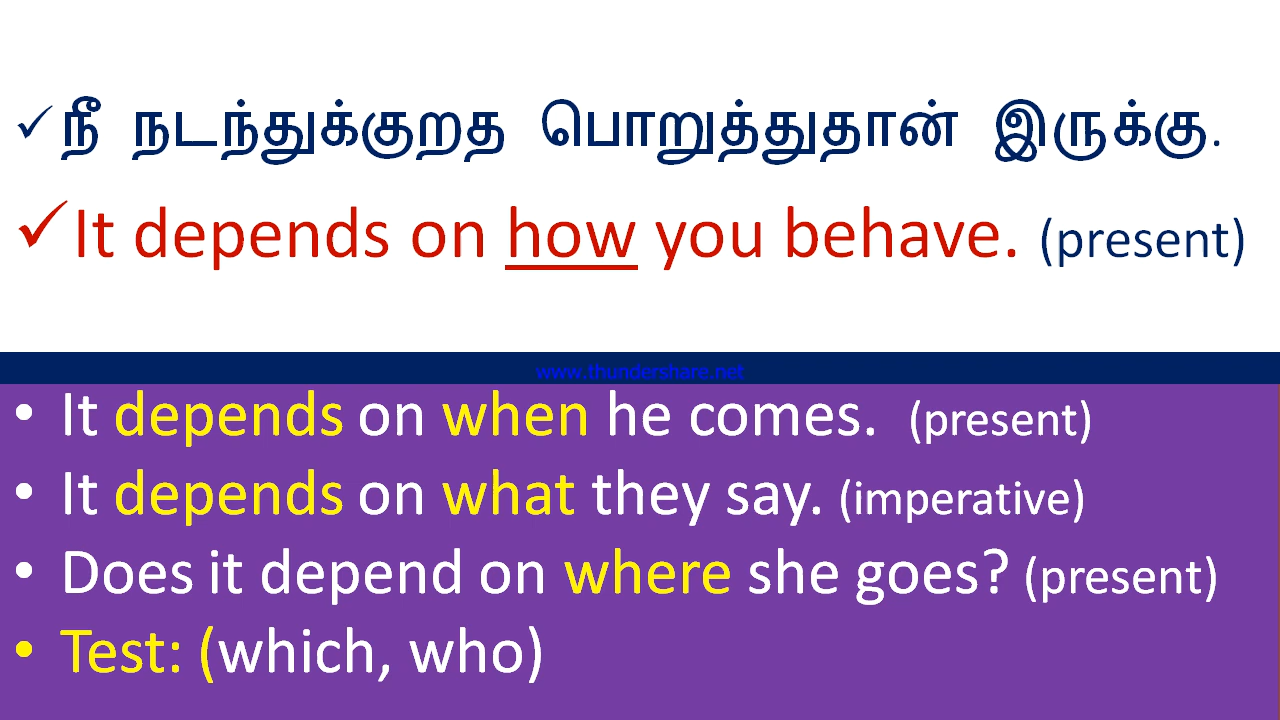 ✓ நீ நடந்துக்குறத பொறுத்துதான் இருக்கு.
✓ It depends on how you behave. (present)
www.thundershare.net
• It depends on when he comes. (present)
• It depends on what they say. (imperative)
• Does it depend on where she goes? (present)
• Test: (which, who)